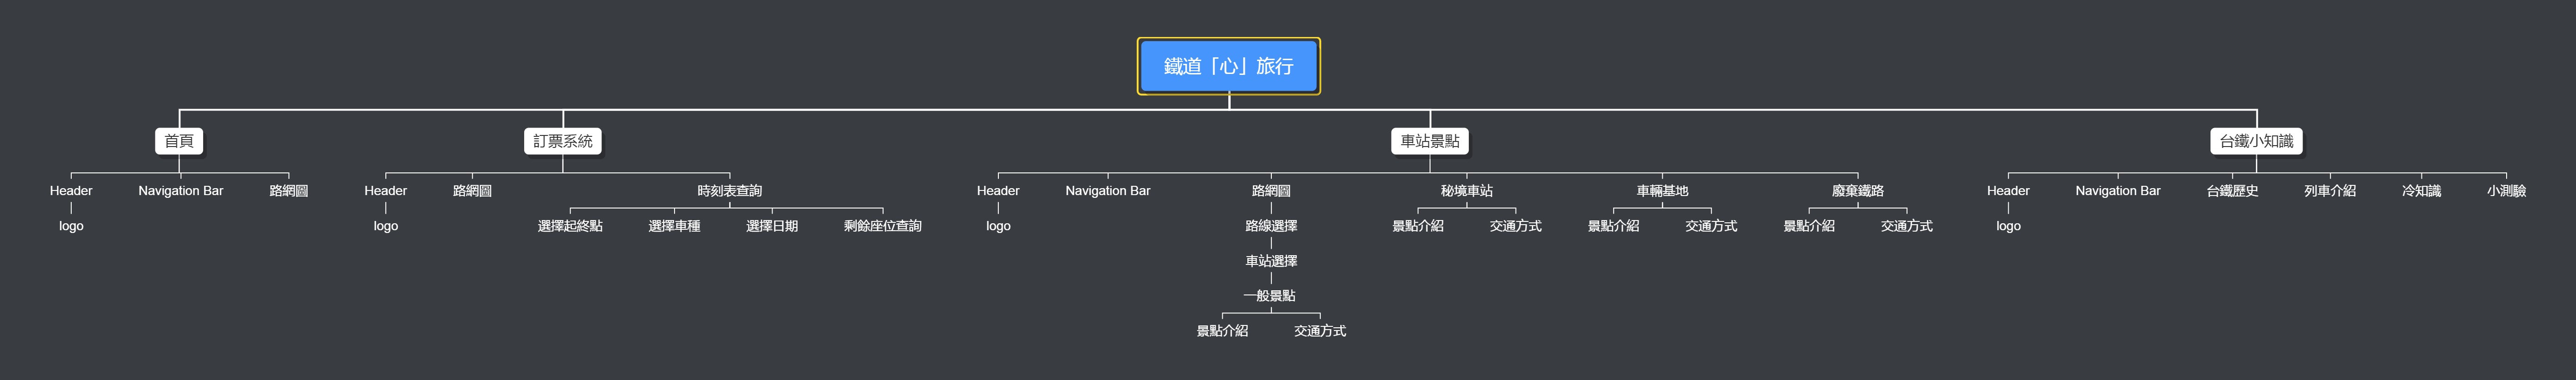 鐵道「心」旅行
首頁
訂票系統
車站景點
台鐵小知識
Header
Navigation Bar
路網圖
Header
路網圖
時刻表查詢
Header
Navigation Bar
路網圖
秘境車站
車輛基地
廢棄鐵路
Header
Navigation Bar
台鐵歷史
列車介紹
冷知識
小測驗
logo
logo
選擇起終點
選擇車種
選擇日期
剩餘座位查詢
logo
路線選擇
景點介紹
交通方式
景點介紹
交通方式
景點介紹
交通方式
logo
車站選擇
一般景點
景點介紹
交通方式